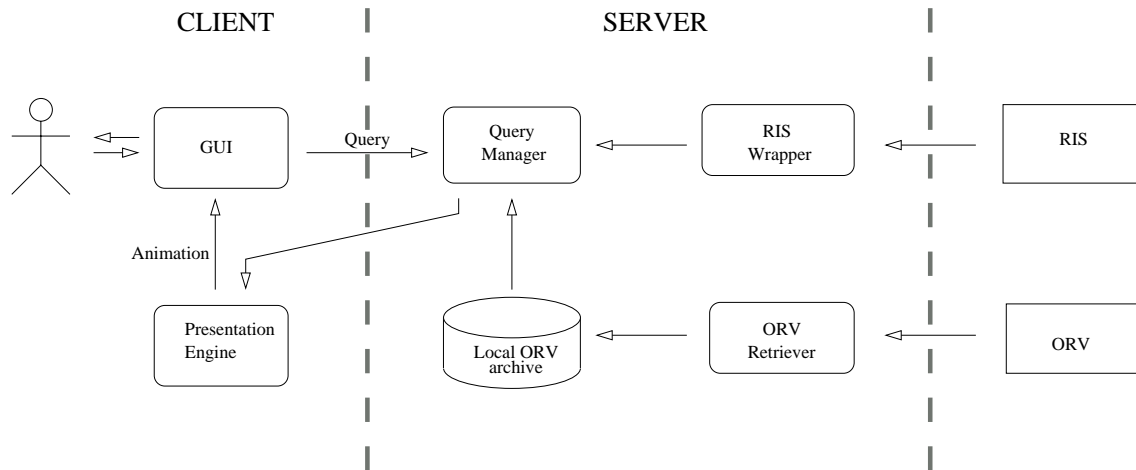 CLIENT
SERVER
GUI
Query
Query
Manager
RIS
Wrapper
RIS
Animation
Presentation
Engine
Local ORV
archive
ORV
Retriever
ORV